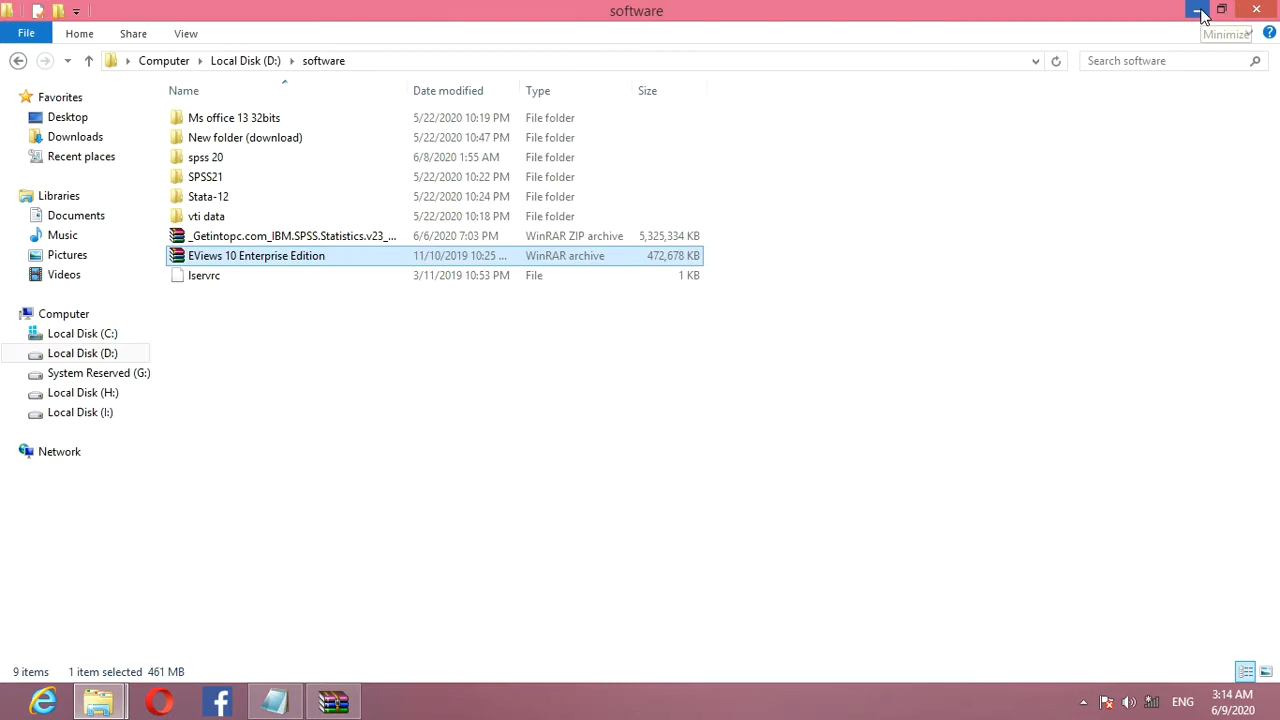 software
Minimize
File Home Share View
Computer Local Disk (D:) software Search software
Name Date modified Type Size
Favorites
Desktop
Downloads
Recent places
Libraries
Documents
Music
Pictures
Videos
Computer
Local Disk (C:)
Local Disk (D:)
System Reserved (G:)
Local Disk (H:)
Local Disk (I:)
Network
Ms office 13 32bits 5/22/2020 10:19 PM File folder
New folder (download) 5/22/2020 10:47 PM File folder
spss 20 6/8/2020 1:55 AM File folder
SPSS21 5/22/2020 10:22 PM File folder
Stata-12 5/22/2020 10:24 PM File folder
vti data 5/22/2020 10:18 PM File folder
_Getintopc.com_IBM.SPSS.Statistics.v23_... 6/6/2020 7:03 PM WinRAR ZIP archive 5,325,334 KB
EViews 10 Enterprise Edition 11/10/2019 10:25 ... WinRAR archive 472,678 KB
lservrc 3/11/2019 10:53 PM File 1 KB
9 items 1 item selected 461 MB
ENG 3:14 AM
6/9/2020